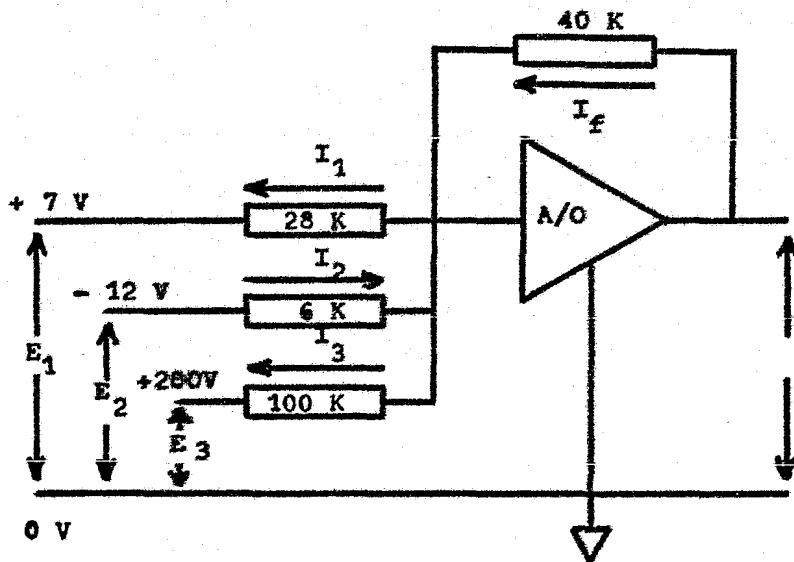 40 K
I f
I 1
+ 7 V
28 K
A/O
I 2
- 12 V
6 K
I 3
E 1
E 2
+200V
100 K
E 3
0 V